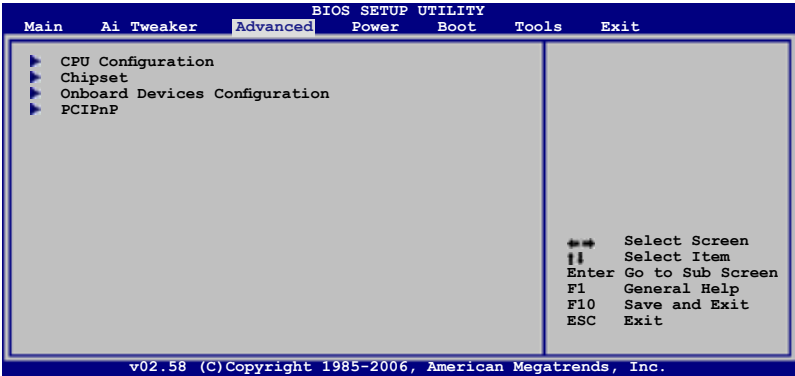 BIOS SETUP UTILITY
Main Ai Tweaker Advanced Power Boot Tools Exit
CPU Configuration
Chipset
Onboard Devices Configuration
PCIPnP
Select Screen
Select Item
Enter Go to Sub Screen
F1 General Help
F10 Save and Exit
ESC Exit
v02.58 (C)Copyright 1985-2006, American Megatrends, Inc.